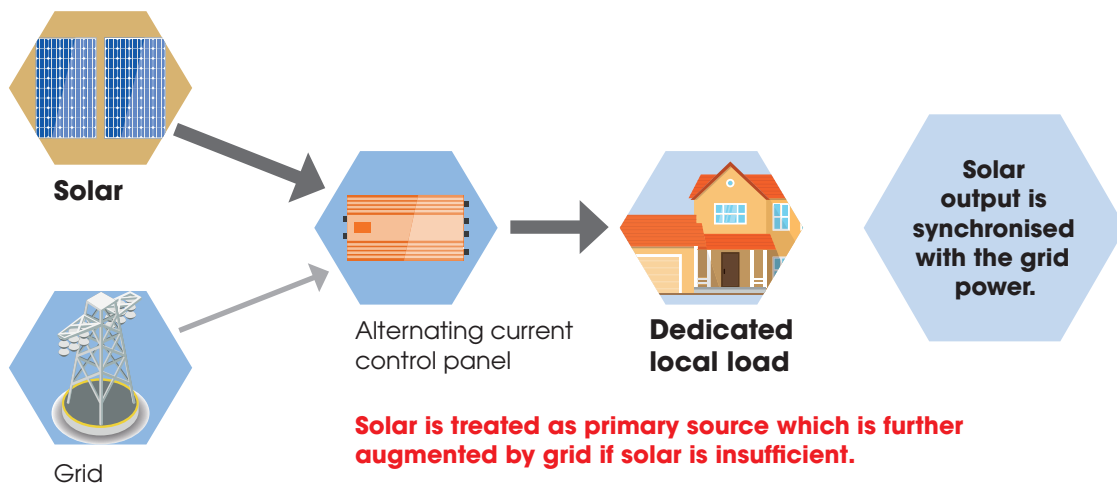 Solar
Grid
Alternating current
control panel
Dedicated
local load
Solar
output is
synchronised
with the grid
power.
Solar is treated as primary source which is further
augmented by grid if solar is insufficient.